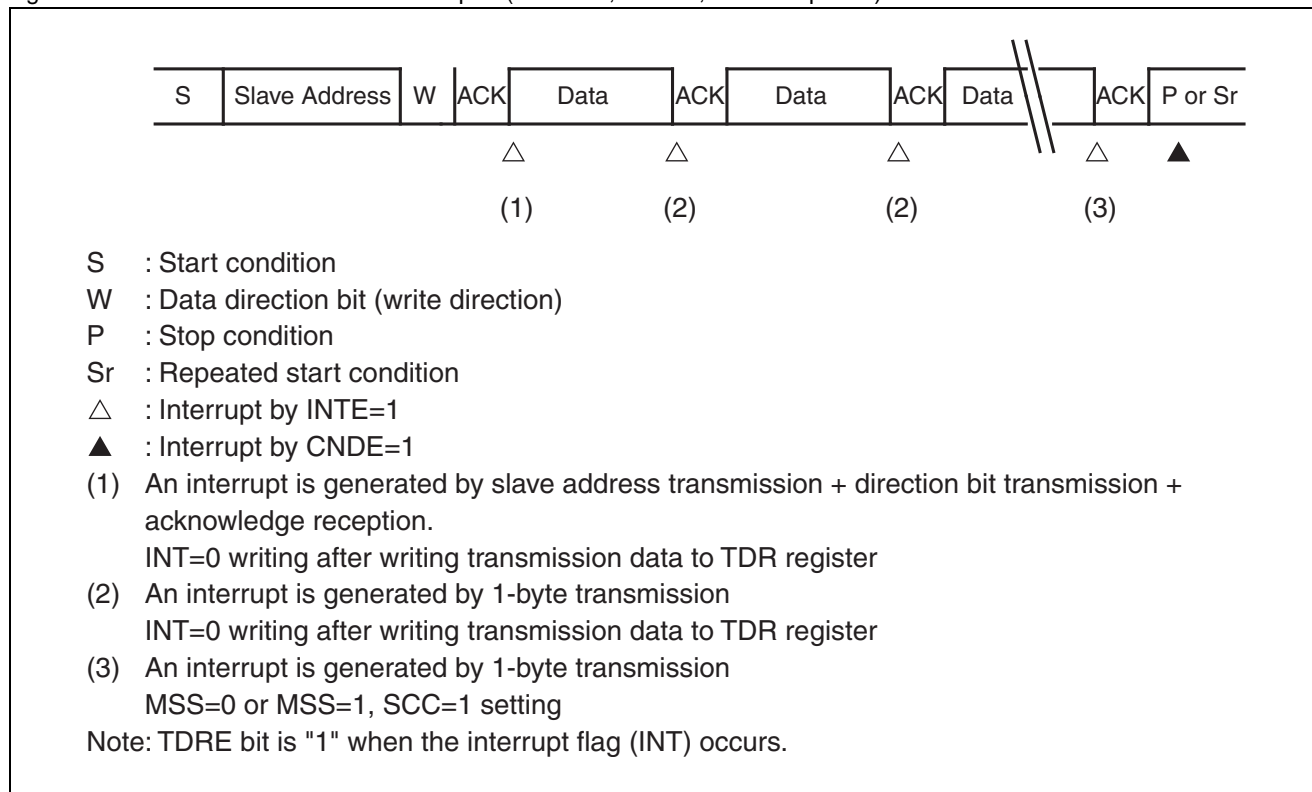 S Slave Address W ACK Data ACK Data ACK Data ACK P or Sr
△ △ △ △ ▲
(1) (2) (2) (3)
S : Start condition
W : Data direction bit (write direction)
P : Stop condition
Sr : Repeated start condition
△ : Interrupt by INTE=1
▲ : Interrupt by CNDE=1
(1) An interrupt is generated by slave address transmission + direction bit transmission +
acknowledge reception.
INT=0 writing after writing transmission data to TDR register
(2) An interrupt is generated by 1-byte transmission
INT=0 writing after writing transmission data to TDR register
(3) An interrupt is generated by 1-byte transmission
MSS=0 or MSS=1, SCC=1 setting
Note: TDRE bit is "1" when the interrupt flag (INT) occurs.